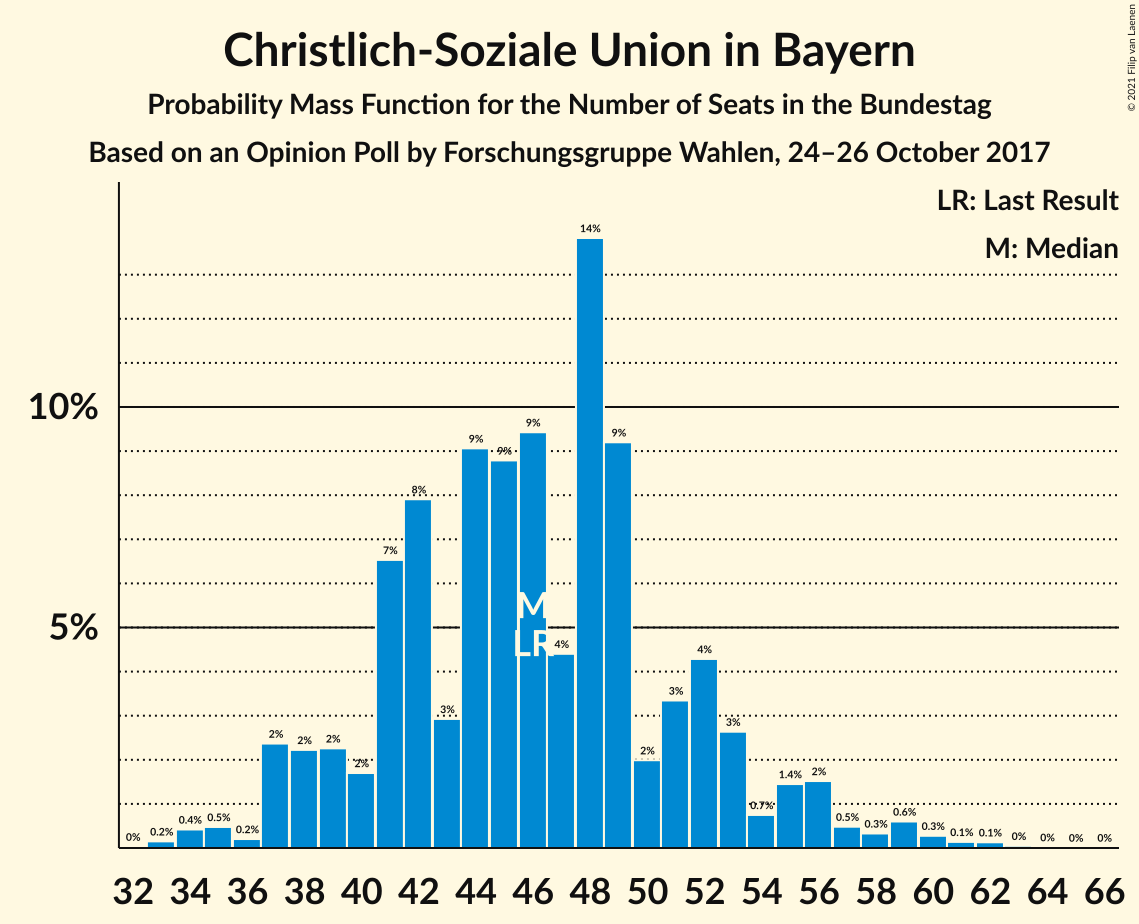 Christlich-Soziale Union in Bayern
Probability Mass Function for the Number of Seats in the Bundestag
Based on an Opinion Poll by Forschungsgruppe Wahlen, 24–26 October 2017
© 2021 Filip van Laenen
LR: Last Result
M: Median
10%
5%
0% 0.2% 0.4% 0.5% 0.2% 2% 2% 2% 2% 7% 8% 3% 9% 9% 9% 4% 14% 9% 2% 3% 4% 3% 0.7% 1.4% 2% 0.5% 0.3% 0.6% 0.3% 0.1% 0.1% 0% 0% 0% 0%
M
LR
32 34 36 38 40 42 44 46 48 50 52 54 56 58 60 62 64 66